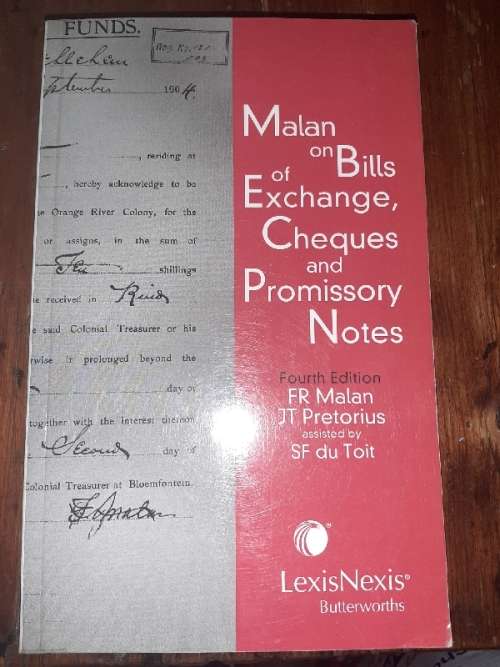 FUNDS.
1904
, residing at
, hereby acknowledge to be
Orange River Colony, for the
or assigns, in the sum of
shillings
received in Kind
said Colonial Treasurer or his
prolonged beyond the
day of
together with the interest thereon
Second day of
Colonial Treasurer at Bloemfontein.
Malan
on Bills
of
Exchange,
Cheques
and
Promissory
Notes
Fourth Edition
FR Malan
JT Pretorius
assisted by
SF du Toit
LexisNexis®
Butterworths